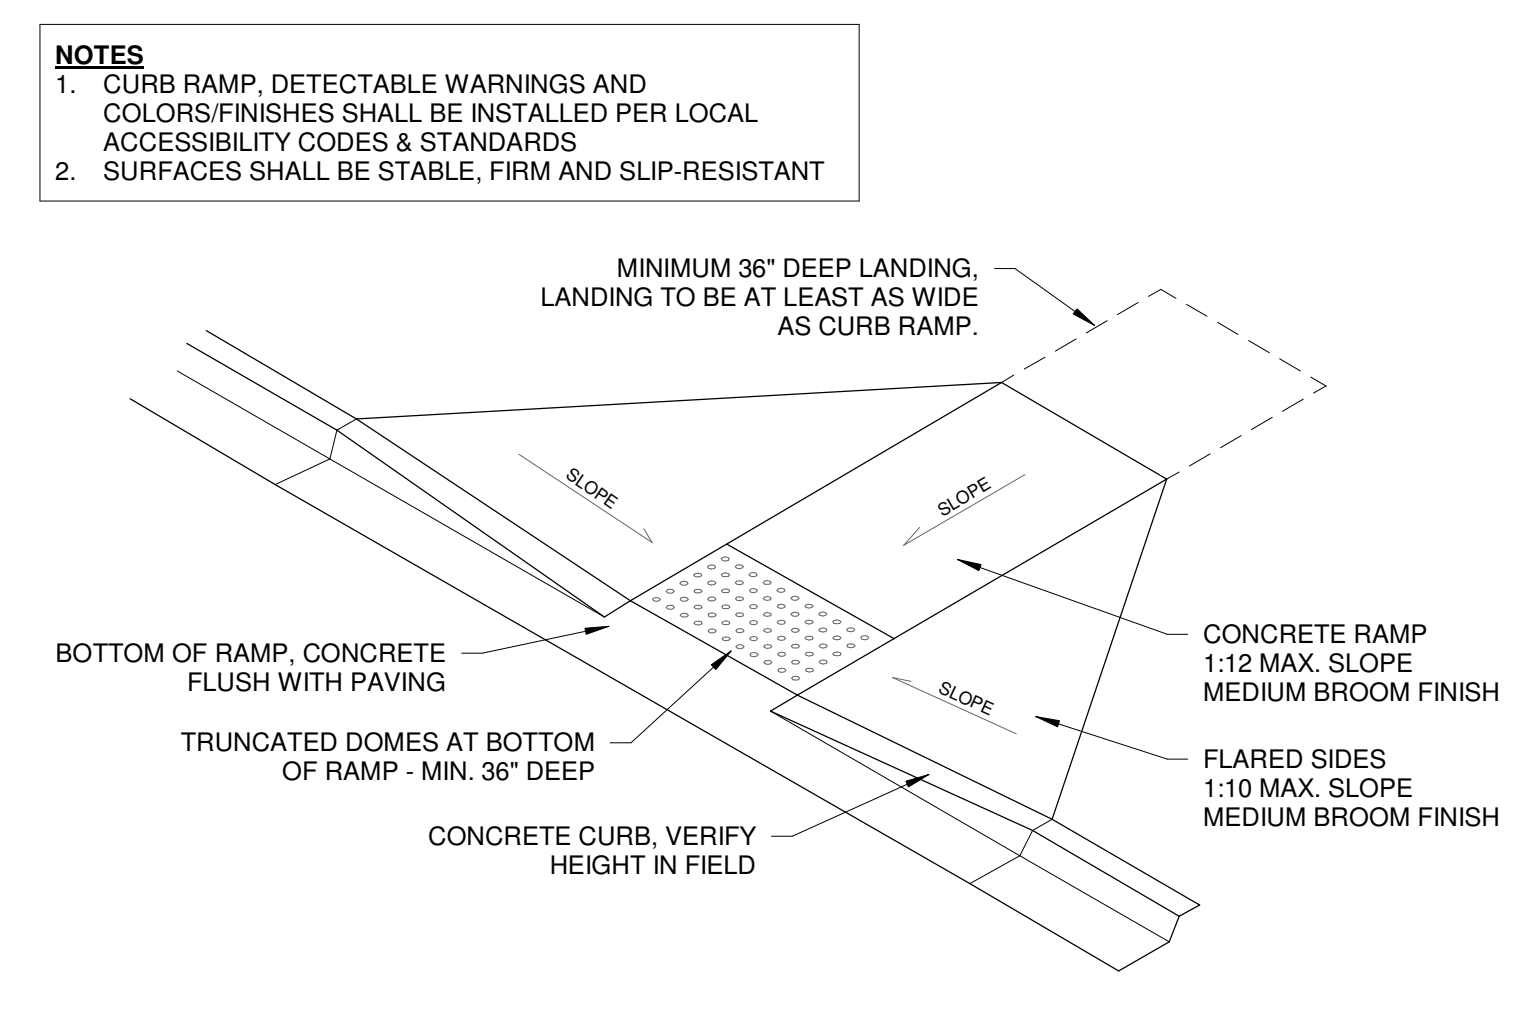 NOTES
1. CURB RAMP, DETECTABLE WARNINGS AND
COLORS/FINISHES SHALL BE INSTALLED PER LOCAL
ACCESSIBILITY CODES & STANDARDS
2. SURFACES SHALL BE STABLE, FIRM AND SLIP-RESISTANT
MINIMUM 36" DEEP LANDING,
LANDING TO BE AT LEAST AS WIDE
AS CURB RAMP.
SLOPE
SLOPE
SLOPE
BOTTOM OF RAMP, CONCRETE
FLUSH WITH PAVING
TRUNCATED DOMES AT BOTTOM
OF RAMP - MIN. 36" DEEP
CONCRETE CURB, VERIFY
HEIGHT IN FIELD
CONCRETE RAMP
1:12 MAX. SLOPE
MEDIUM BROOM FINISH
FLARED SIDES
1:10 MAX. SLOPE
MEDIUM BROOM FINISH